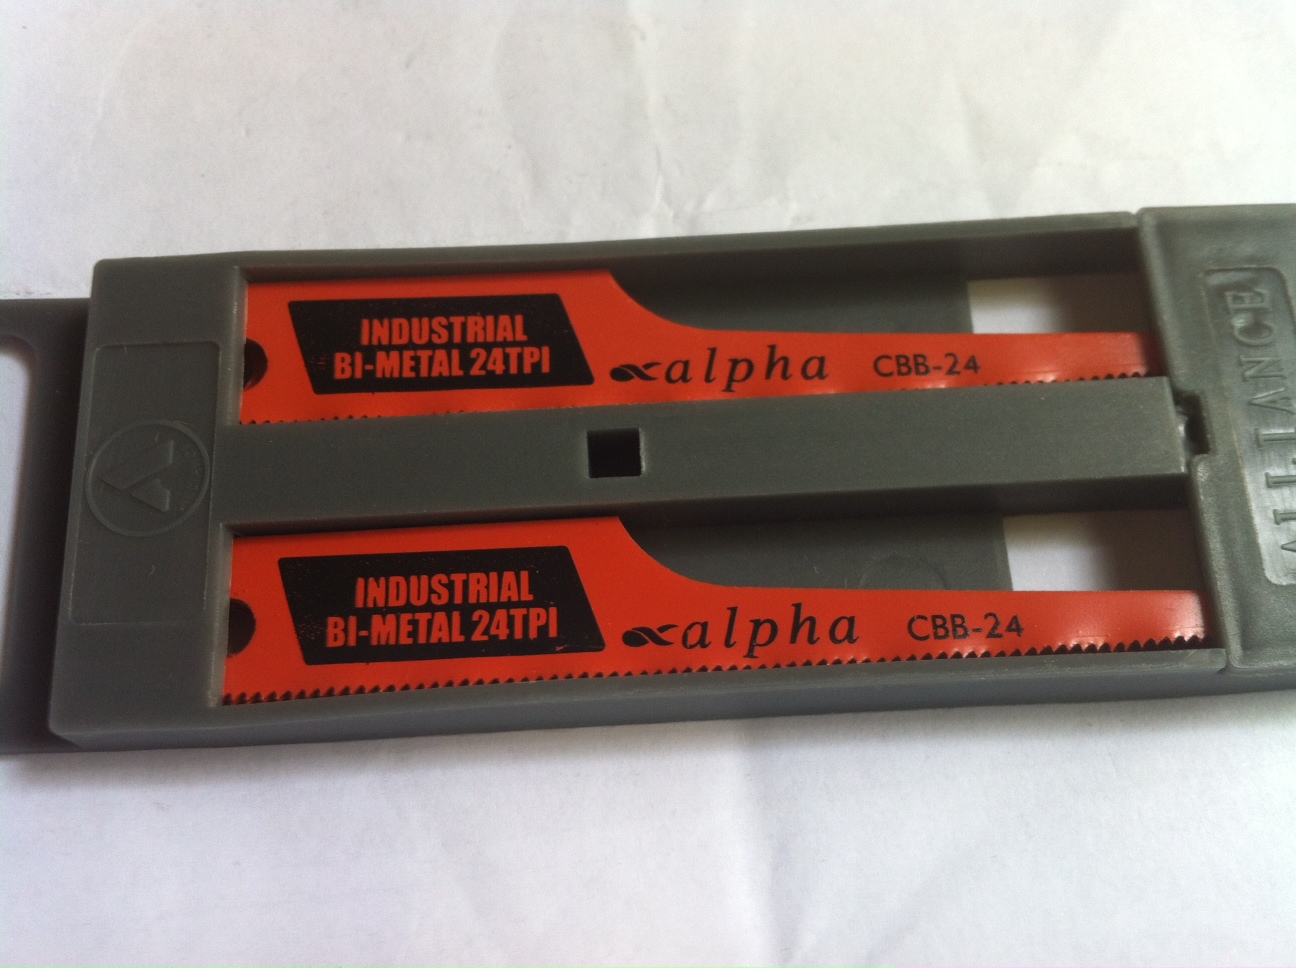 INDUSTRIAL
BI-METAL 24TPI
alpha
CBB-24
INDUSTRIAL
BI-METAL 24TPI
alpha
CBB-24
ALLIANCE